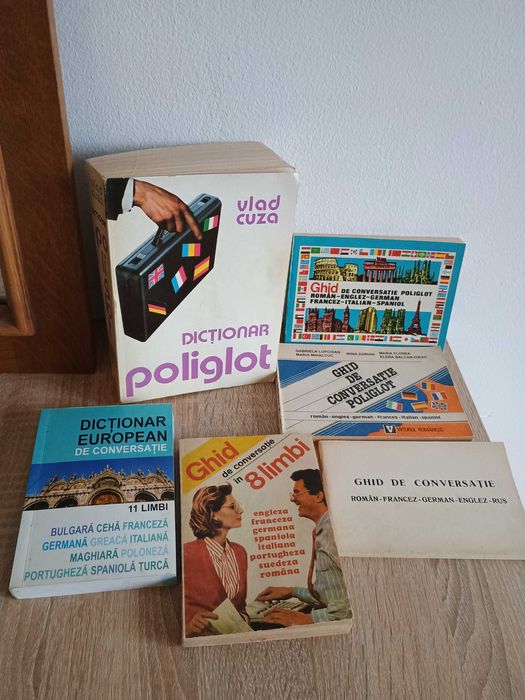 vlad
cuza
DICȚIONAR
poliglot
Ghid DE CONVERSAȚIE POLIGLOT
ROMÂN-ENGLEZ-GERMAN
FRANCEZ-ITALIAN-SPANIOL
GHID
DE
CONVERSAȚIE
POLIGLOT
român-englez-german-francez-italian-spaniol
VIITORUL ROMÂNESC
GHID DE CONVERSAȚIE
ROMÂN-FRANCEZ-GERMAN-ENGLEZ-RUS
DICȚIONAR
EUROPEAN
DE CONVERSAȚIE
11 LIMBI
BULGARĂ CEHĂ FRANCEZĂ
GERMANĂ GREACĂ ITALIANĂ
MAGHIARĂ POLONEZĂ
PORTUGHEZĂ SPANIOLĂ TURCĂ
Ghid
de conversație
în 8 limbi
engleza
franceza
germana
spaniola
italiana
portugheza
suedeza
româna